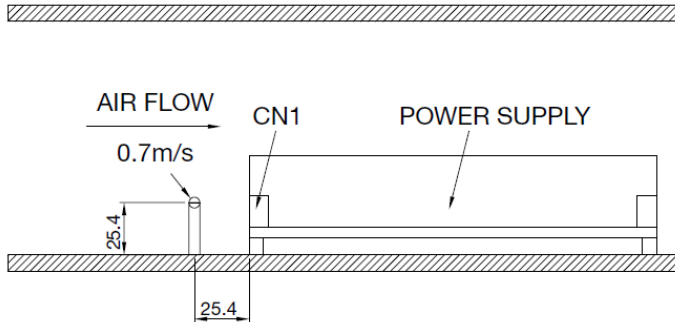 AIR FLOW
CN1
POWER SUPPLY
0.7m/s
25.4
25.4